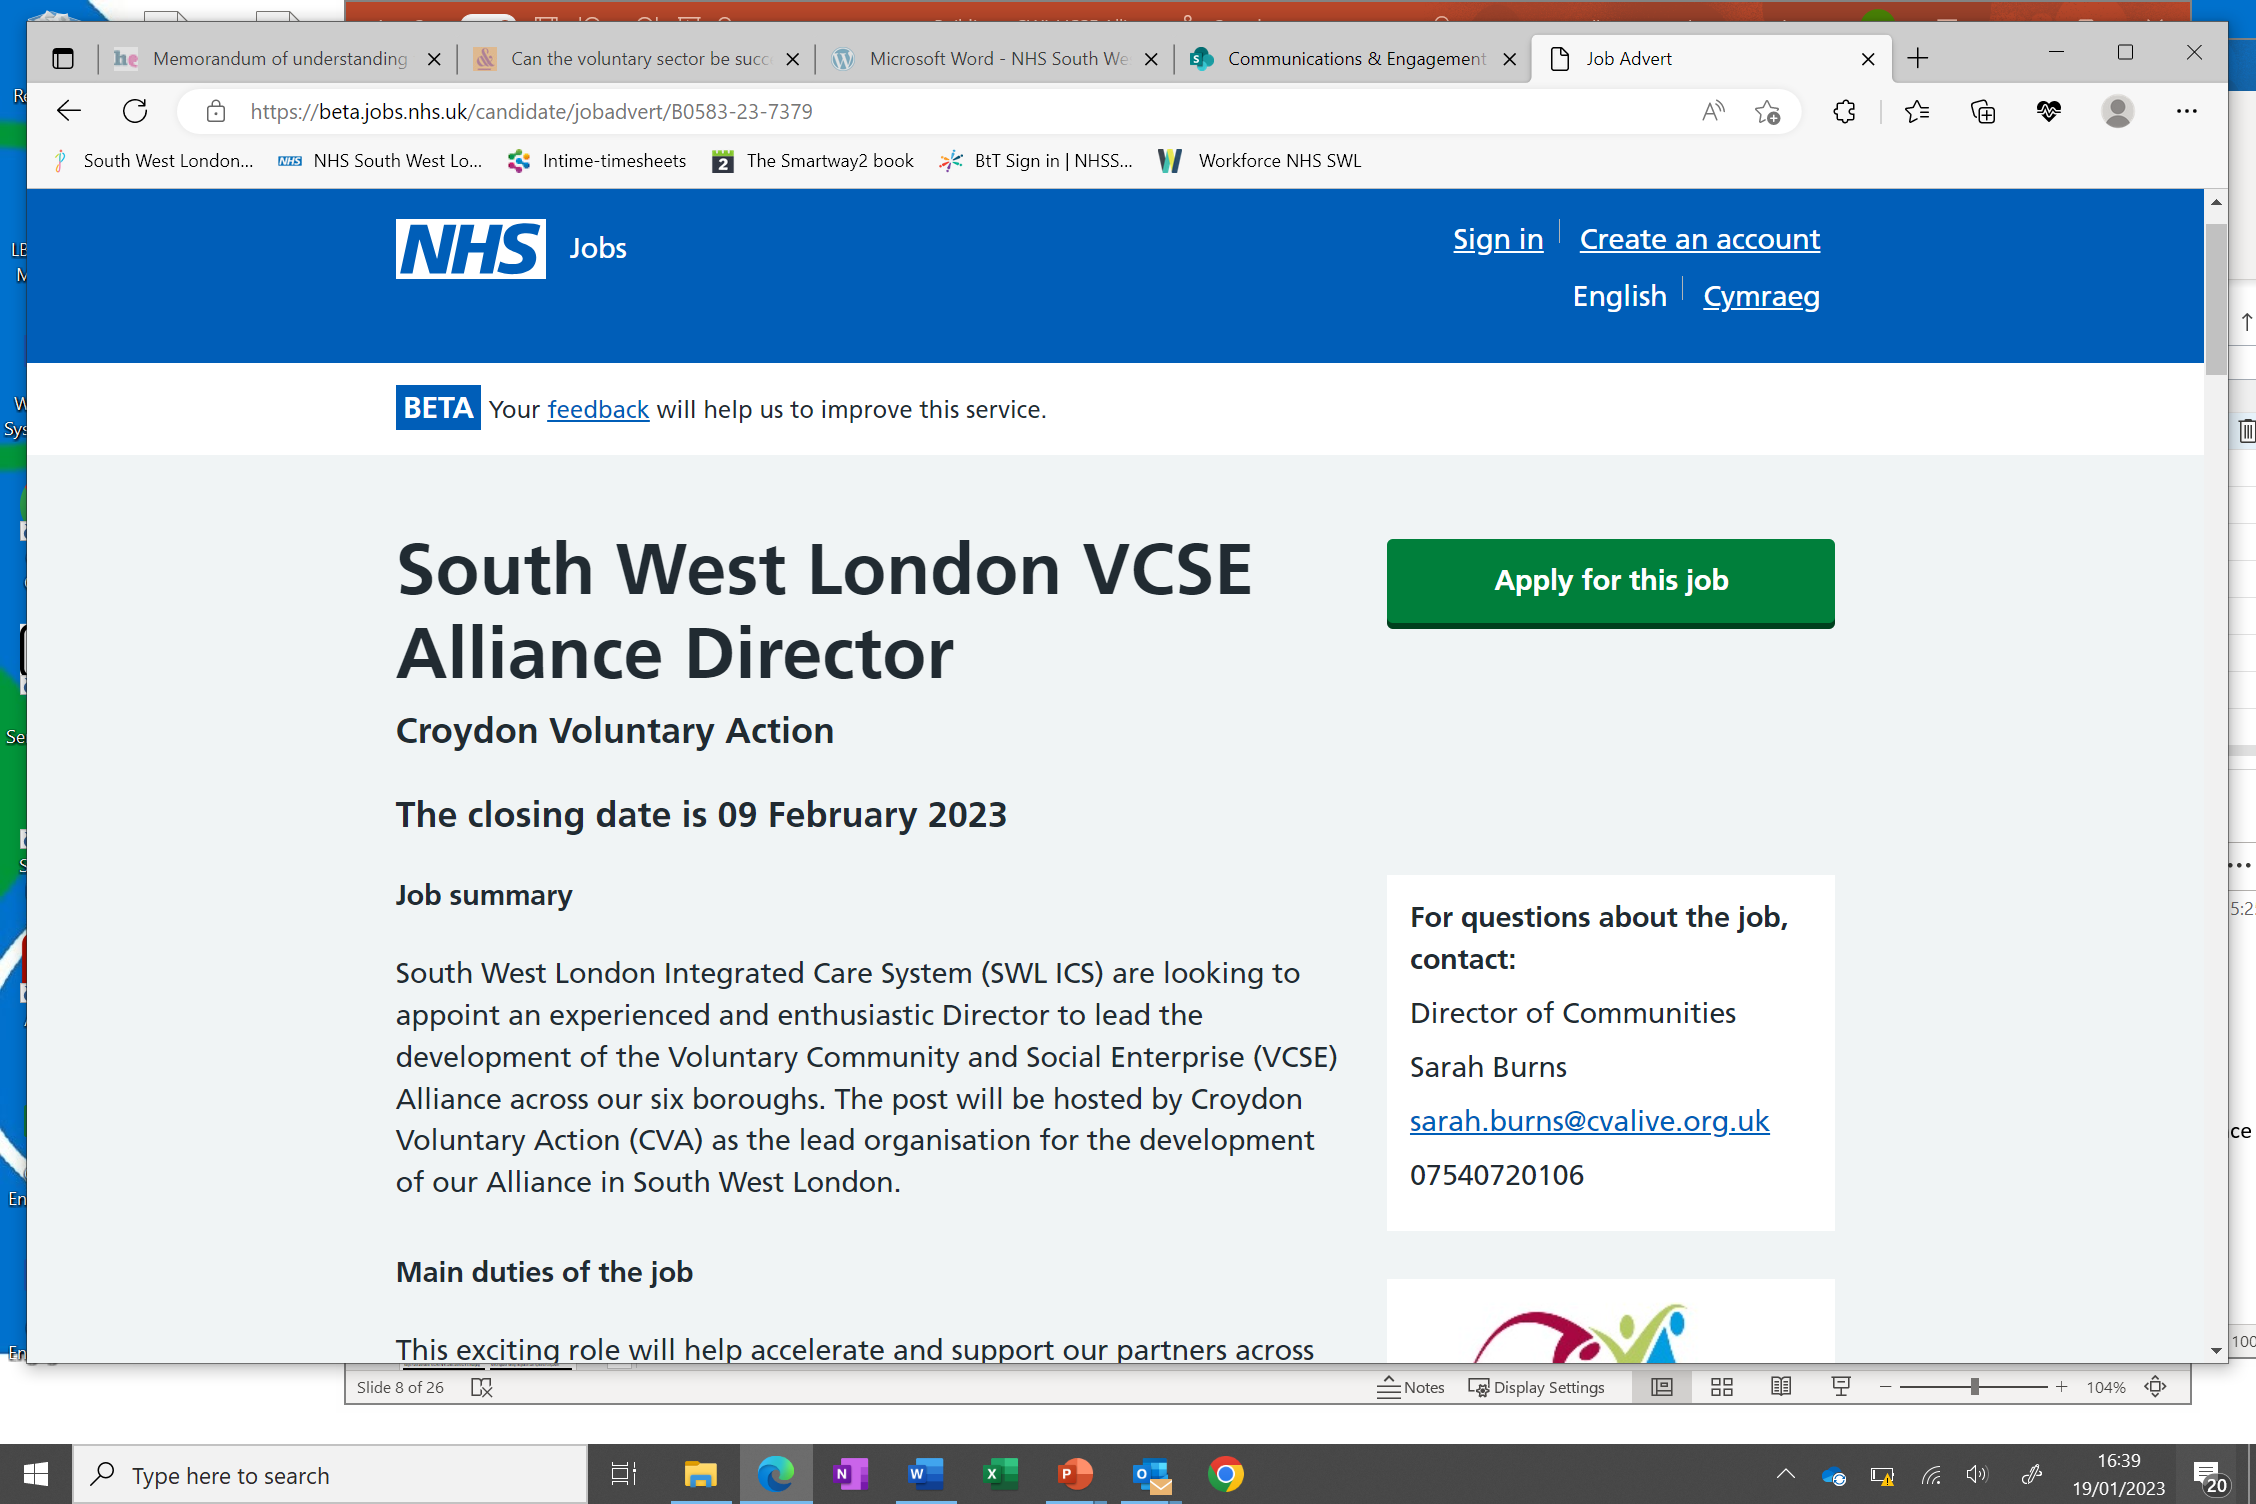 Memorandum of understanding
Can the voluntary sector be succ
Microsoft Word - NHS South We
Communications & Engagement
Job Advert
https://beta.jobs.nhs.uk/candidate/jobadvert/B0583-23-7379
South West London...
NHS South West Lo...
Intime-timesheets
The Smartway2 book
BtT Sign in | NHSS...
Workforce NHS SWL
NHS Jobs
Sign in
Create an account
English
Cymraeg
BETA Your feedback will help us to improve this service.
South West London VCSE
Alliance Director
Apply for this job
Croydon Voluntary Action
The closing date is 09 February 2023
Job summary
South West London Integrated Care System (SWL ICS) are looking to
appoint an experienced and enthusiastic Director to lead the
development of the Voluntary Community and Social Enterprise (VCSE)
Alliance across our six boroughs. The post will be hosted by Croydon
Voluntary Action (CVA) as the lead organisation for the development
of our Alliance in South West London.
Main duties of the job
This exciting role will help accelerate and support our partners across
For questions about the job,
contact:
Director of Communities
Sarah Burns
sarah.burns@cvalive.org.uk
07540720106
Slide 8 of 26
Notes
Display Settings
104%
Type here to search
16:39
19/01/2023
20